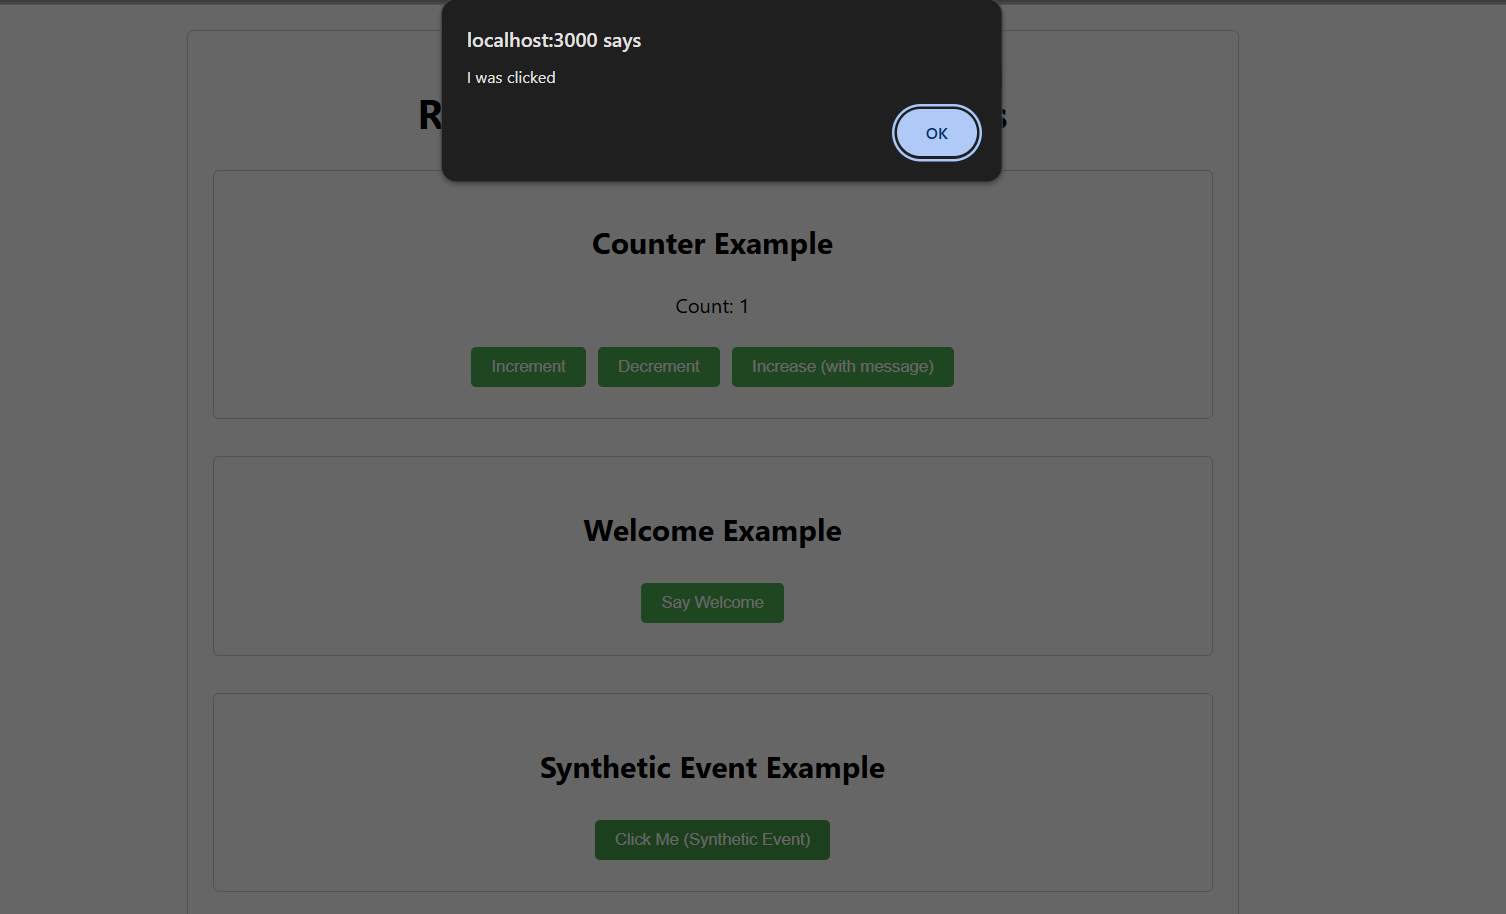 localhost:3000 says
I was clicked
OK
Counter Example
Count: 1
Increment Decrement Increase (with message)
Welcome Example
Say Welcome
Synthetic Event Example
Click Me (Synthetic Event)